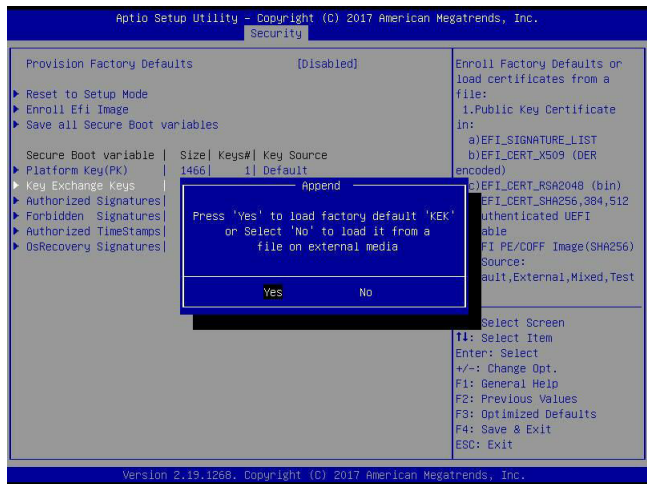 Aptio Setup Utility – Copyright (C) 2017 American Megatrends, Inc.
Security
Provision Factory Defaults [Disabled]
Reset to Setup Mode
Enroll Efi Image
Save all Secure Boot variables
Secure Boot variable | Size| Keys#| Key Source
Platform Key(PK) | 1466| 1| Default
Key Exchange Keys |
Authorized Signatures|
Forbidden Signatures|
Authorized TimeStamps|
OsRecovery Signatures|
Append
Press 'Yes' to load factory default 'KEK'
or Select 'No' to load it from a
file on external media
Yes No
Enroll Factory Defaults or
load certificates from a
file:
1.Public Key Certificate
in:
a)EFI_SIGNATURE_LIST
b)EFI_CERT_X509 (DER
encoded)
c)EFI_CERT_RSA2048 (bin)
EFI_CERT_SHA256,384,512
uthenticated UEFI
able
FI PE/COFF Image(SHA256)
Source:
ault,External,Mixed,Test
Select Screen
↑↓: Select Item
Enter: Select
+/-: Change Opt.
F1: General Help
F2: Previous Values
F3: Optimized Defaults
F4: Save & Exit
ESC: Exit
Version 2.19.1268. Copyright (C) 2017 American Megatrends, Inc.